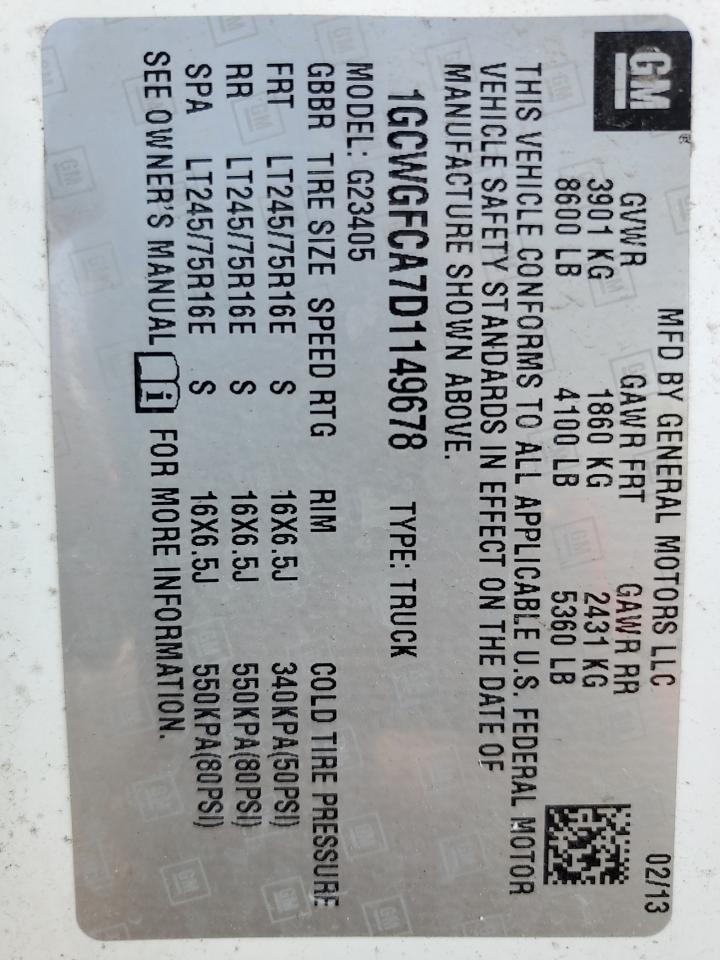 GM
MFD BY GENERAL MOTORS LLC 02/13
GVWR GAWR FRT GAWR RR
3901 KG 1860 KG 2431 KG
8600 LB 4100 LB 5360 LB
THIS VEHICLE CONFORMS TO ALL APPLICABLE U.S. FEDERAL MOTOR
VEHICLE SAFETY STANDARDS IN EFFECT ON THE DATE OF
MANUFACTURE SHOWN ABOVE.
1GCWGFCA7D1149678 TYPE: TRUCK
MODEL: G23405
GBBR TIRE SIZE SPEED RTG RIM COLD TIRE PRESSURE
FRT LT245/75R16E S 16X6.5J 340KPA(50PSI)
RR LT245/75R16E S 16X6.5J 550KPA(80PSI)
SPA LT245/75R16E S 16X6.5J 550KPA(80PSI)
SEE OWNER'S MANUAL i FOR MORE INFORMATION.